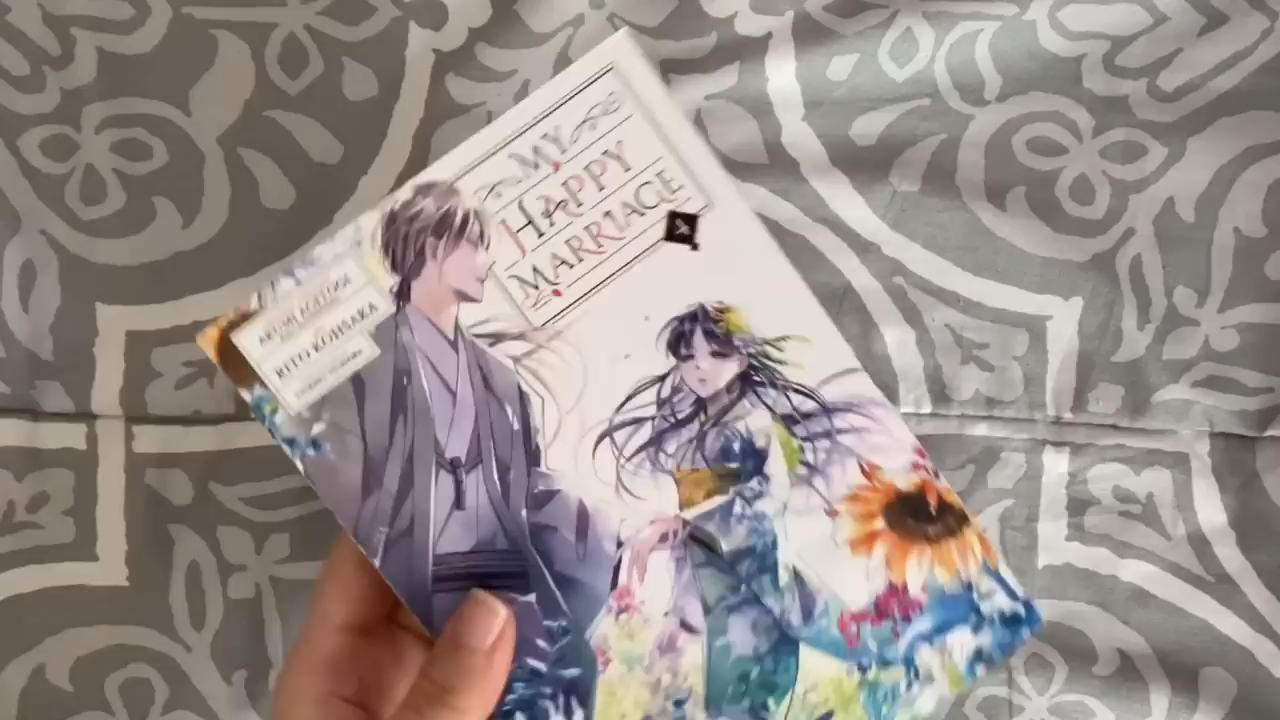 MY
HAPPY
MARRIAGE
AKUMI AGITOGI
RITO KOHSAKA